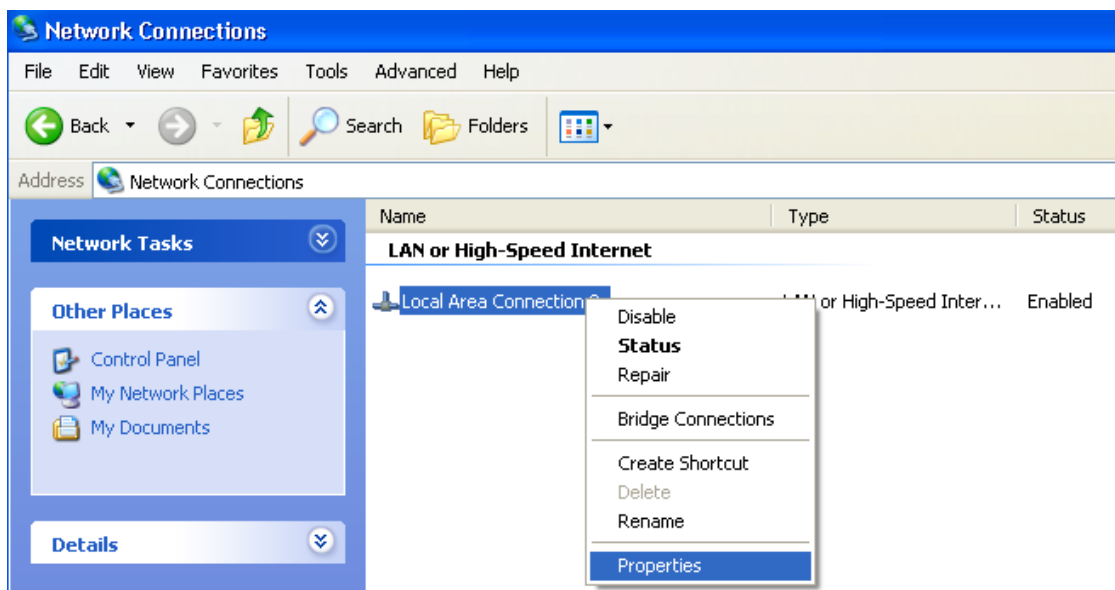 Network Connections
File Edit View Favorites Tools Advanced Help
Back Search Folders
Address Network Connections
Name Type Status
Network Tasks
LAN or High-Speed Internet
Other Places
Local Area Connection or High-Speed Inter... Enabled
Control Panel
My Network Places
My Documents
Details
Disable
Status
Repair
Bridge Connections
Create Shortcut
Delete
Rename
Properties